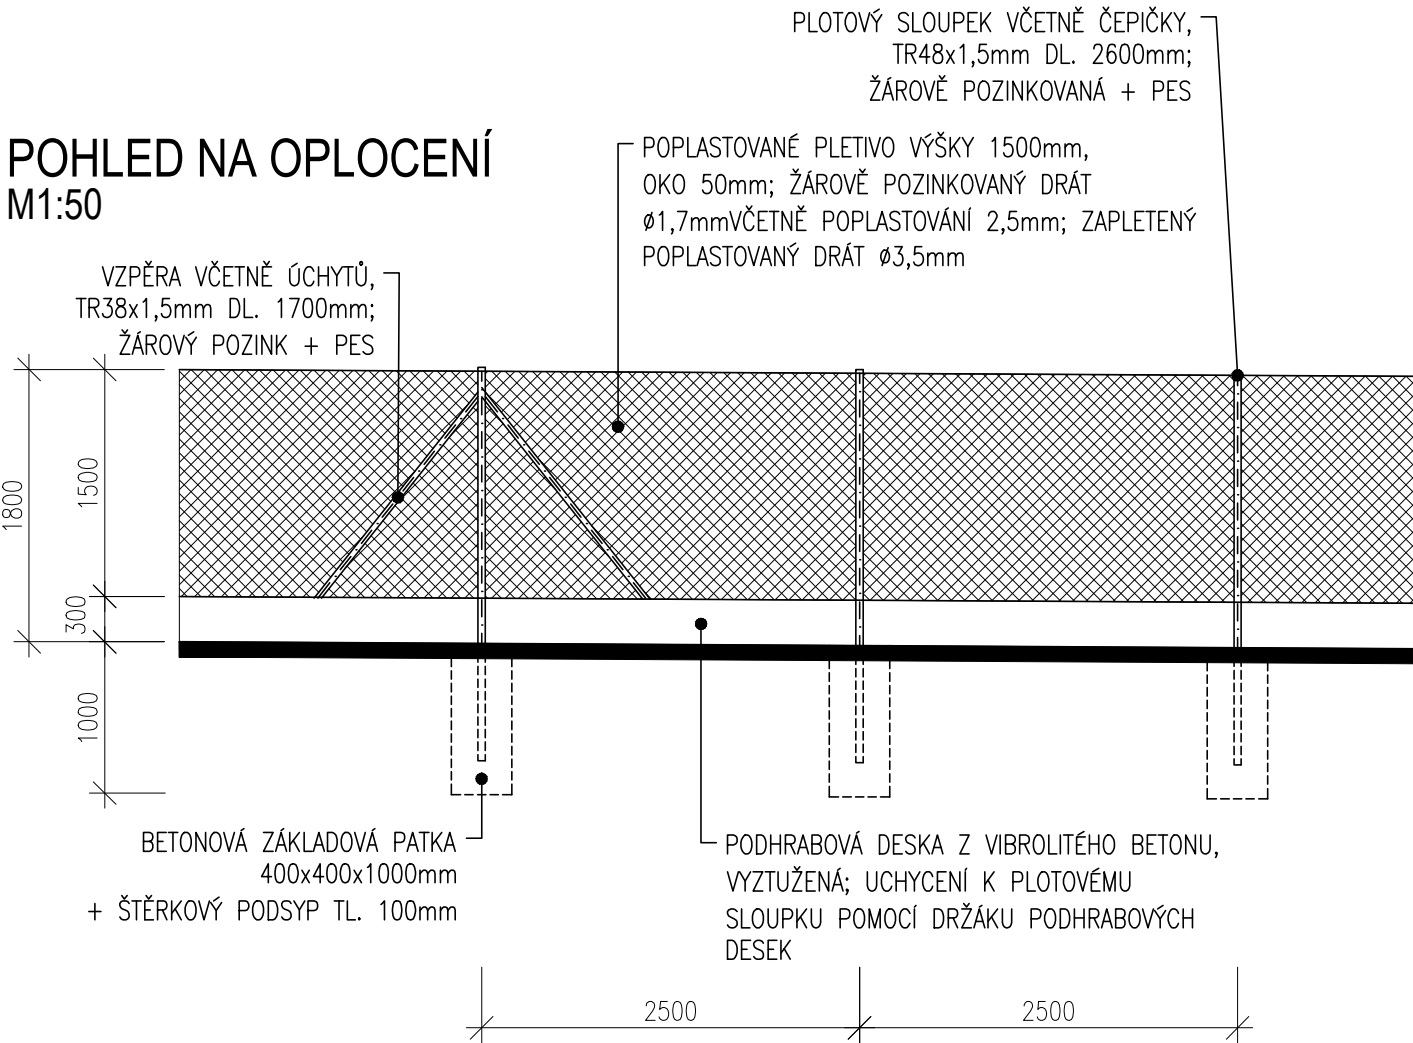 PLOTOVÝ SLOUPEK VČETNĚ ČEPIČKY,
TR48x1,5mm DL. 2600mm;
ŽÁROVĚ POZINKOVANÁ + PES
POHLED NA OPLOCENÍ
M1:50
POPLASTOVANÉ PLETIVO VÝŠKY 1500mm,
OKO 50mm; ŽÁROVĚ POZINKOVANÝ DRÁT
ø1,7mmVČETNĚ POPLASTOVÁNÍ 2,5mm; ZAPLETENÝ
POPLASTOVANÝ DRÁT ø3,5mm
VZPĚRA VČETNĚ ÚCHYTŮ,
TR38x1,5mm DL. 1700mm;
ŽÁROVÝ POZINK + PES
1800
1500
300
1000
BETONOVÁ ZÁKLADOVÁ PATKA
400x400x1000mm
+ ŠTĚRKOVÝ PODSYP TL. 100mm
PODHRABOVÁ DESKA Z VIBROLITÉHO BETONU,
VYZTUŽENÁ; UCHYCENÍ K PLOTOVÉMU
SLOUPKU POMOCÍ DRŽÁKU PODHRABOVÝCH
DESEK
2500
2500